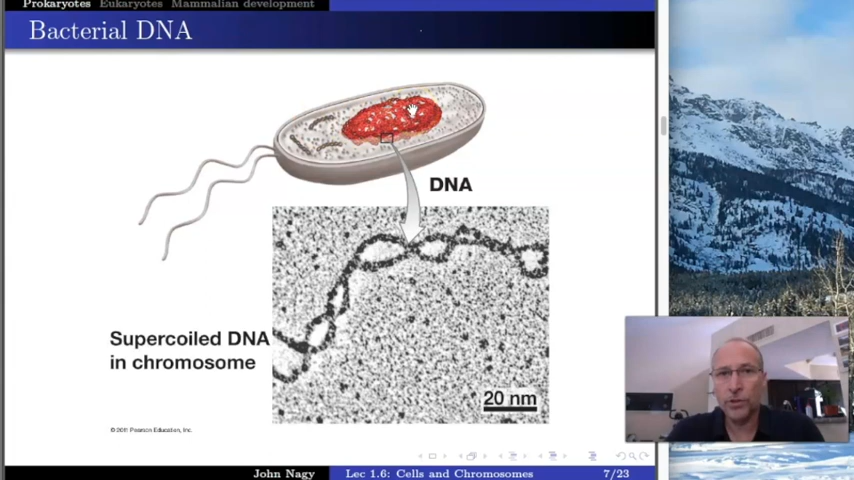 Prokaryotes Eukaryotes Mammalian development
Bacterial DNA
DNA
Supercoiled DNA
in chromosome
20 nm
© 2011 Pearson Education, Inc.
John Nagy Lec 1.6: Cells and Chromosomes 7/23